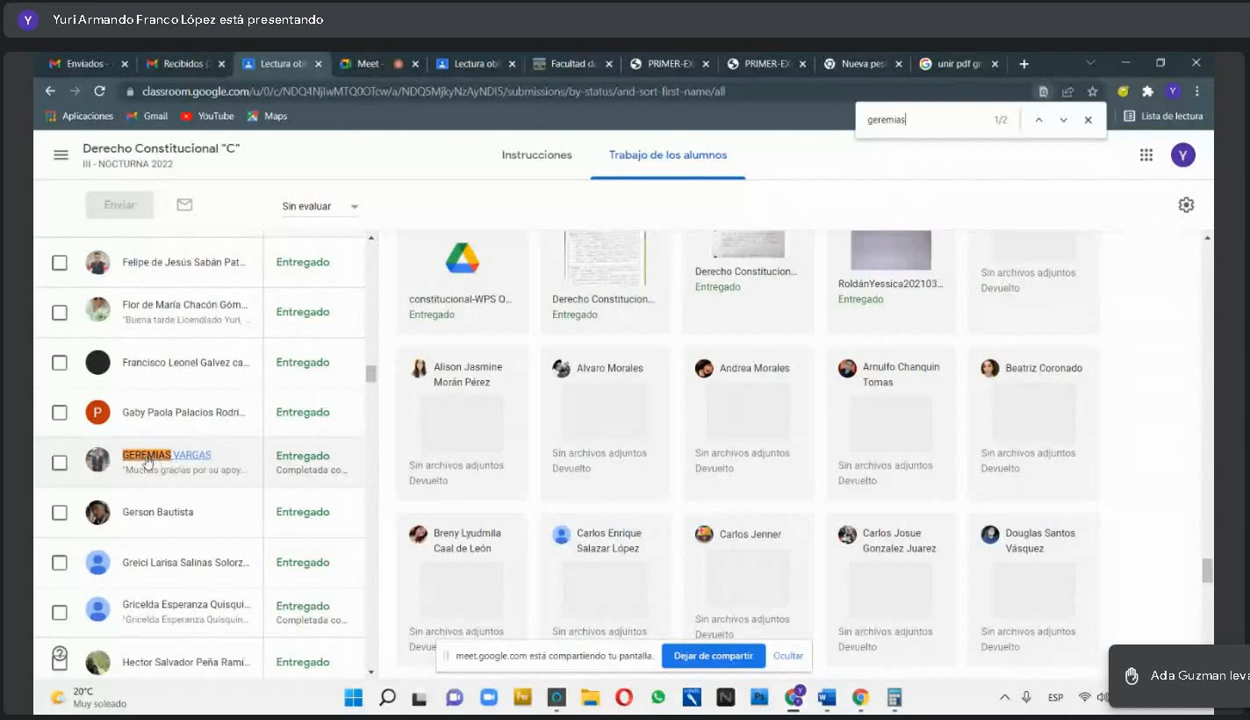 Y Yuri Armando Franco López está presentando
Enviados - Recibidos ( Lectura obl Meet - Lectura obl Facultad de PRIMER-EX PRIMER-EX Nueva pes unir pdf gr
classroom.google.com/u/0/c/NDQ4NjIwMTQ0OTcw/a/NDQ5MjkyNzAyNDI5/submissions/by-status/and-sort-first-name/all
Aplicaciones Gmail YouTube Maps
geremias 1/2
Lista de lectura
Derecho Constitucional "C"
III - NOCTURNA 2022
Instrucciones
Trabajo de los alumnos
Y
Enviar
Sin evaluar
Felipe de Jesús Sabán Pat... Entregado
Flor de María Chacón Góm... Entregado
"Buena tarde Licendiado Yuri, ...
Francisco Leonel Galvez ca... Entregado
P Gaby Paola Palacios Rodri... Entregado
GEREMIAS VARGAS Entregado
"Muchas gracias por su apoy... Completada co...
Gerson Bautista Entregado
Greici Larisa Salinas Solorz... Entregado
Gricelda Esperanza Quisqui... Entregado
"Gricelda Esperanza Quisquin... Completada co...
Hector Salvador Peña Ramí... Entregado
constitucional-WPS O...
Entregado
Derecho Constitucion...
Entregado
Derecho Constitucion...
Entregado
RoldánYessica202103...
Entregado
Sin archivos adjuntos
Devuelto
Alison Jasmine
Morán Pérez
Sin archivos adjuntos
Devuelto
Alvaro Morales
Sin archivos adjuntos
Devuelto
Andrea Morales
Sin archivos adjuntos
Devuelto
Arnulfo Chanquin
Tomas
Sin archivos adjuntos
Devuelto
Beatriz Coronado
Sin archivos adjuntos
Devuelto
Breny Lyudmila
Caal de León
Sin archivos adjuntos
Devuelto
Carlos Enrique
Salazar López
Sin archivos adjuntos
Carlos Jenner
Sin archivos adjuntos
Devuelto
Carlos Josue
Gonzalez Juarez
Sin archivos adjuntos
Devuelto
Douglas Santos
Vásquez
Sin archivos adjuntos
Devuelto
meet.google.com está compartiendo tu pantalla.
Dejar de compartir
Ocultar
Ada Guzman leva
20°C
Muy soleado
ESP